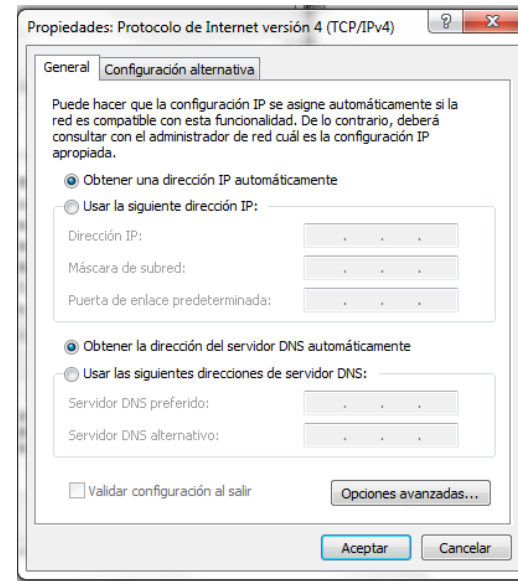 Propiedades: Protocolo de Internet versión 4 (TCP/IPv4)
General
Configuración alternativa
Puede hacer que la configuración IP se asigne automáticamente si la
red es compatible con esta funcionalidad. De lo contrario, deberá
consultar con el administrador de red cuál es la configuración IP
apropiada.
Obtener una dirección IP automáticamente
Usar la siguiente dirección IP:
Dirección IP:
Máscara de subred:
Puerta de enlace predeterminada:
Obtener la dirección del servidor DNS automáticamente
Usar las siguientes direcciones de servidor DNS:
Servidor DNS preferido:
Servidor DNS alternativo:
Validar configuración al salir
Opciones avanzadas...
Aceptar
Cancelar